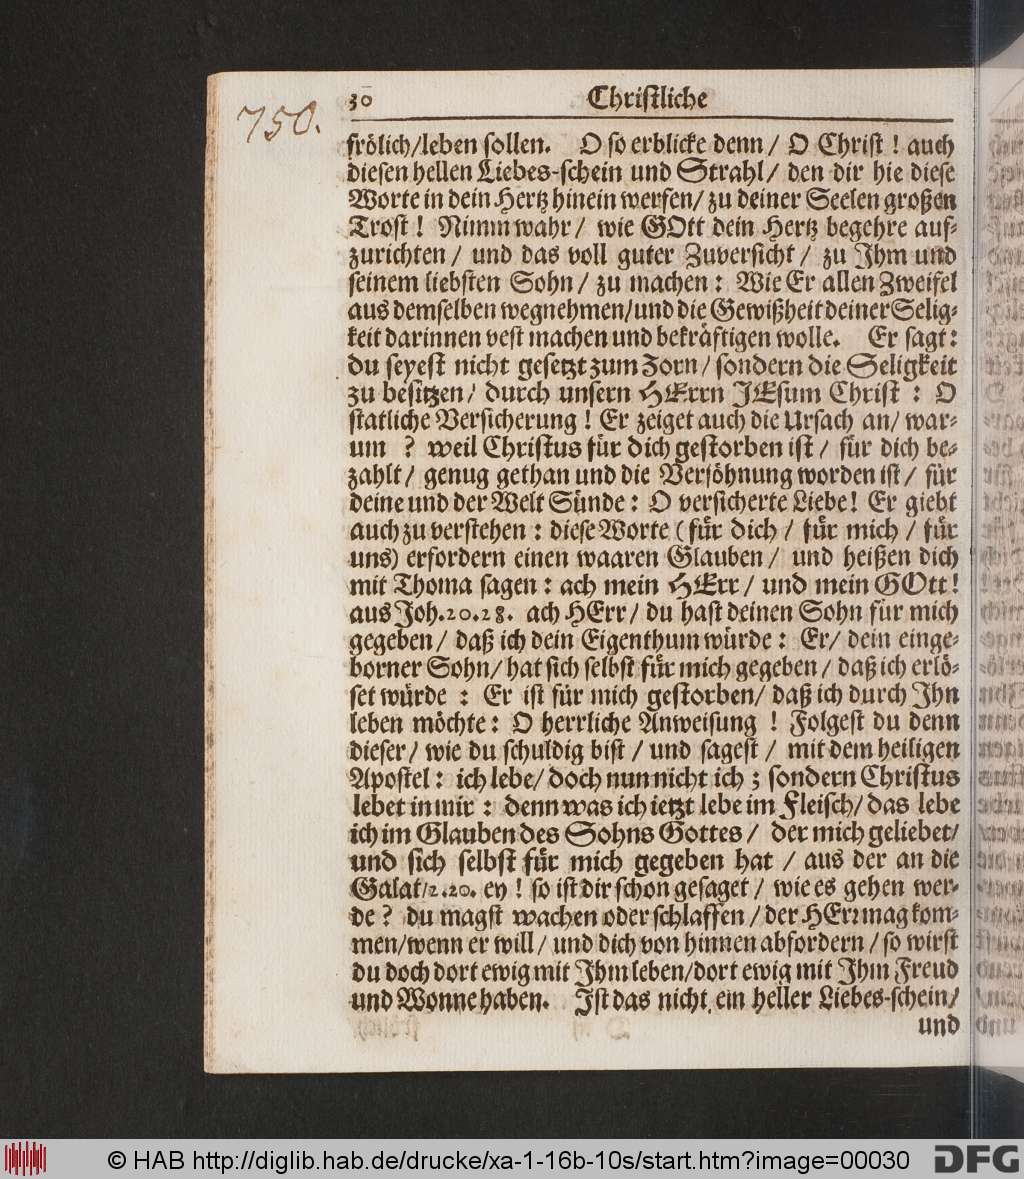 750.
30 Christliche
frölich/leben sollen. O so erblicke denn/ O Christ! auch
diesen hellen Liebes-schein und Strahl/ den dir hie diese
Worte in dein Hertz hinein werfen/ zu deiner Seelen großen
Trost! Nimm wahr/ wie GOtt dein Hertz begehre auf-
zurichten/ und das voll guter Zuversicht/ zu Ihm und
seinem liebsten Sohn/ zu machen: Wie Er allen Zweifel
aus demselben wegnehmen/und die Gewißheit deiner Selig-
keit darinnen vest machen und bekräftigen wolle. Er sagt:
du seyest nicht gesetzt zum Zorn/ sondern die Seligkeit
zu besitzen/ durch unsern HErrn JEsum Christ: O
statliche Versicherung! Er zeiget auch die Ursach an/ war-
um ? weil Christus für dich gestorben ist/ für dich be-
zahlt/ genug gethan und die Versöhnung worden ist/ für
deine und der Welt Sünde: O versicherte Liebe! Er giebt
auch zu verstehen: diese Worte (für dich/ für mich/ für
uns) erfordern einen waaren Glauben/ und heißen dich
mit Thoma sagen: ach mein HErr/ und mein GOtt!
aus Joh.20.28. ach HErr/ du hast deinen Sohn für mich
gegeben/ daß ich dein Eigenthum würde: Er/ dein einge-
borner Sohn/ hat sich selbst für mich gegeben/ daß ich erlö-
set würde : Er ist für mich gestorben/ daß ich durch Ihn
leben möchte: O herrliche Anweisung ! Folgest du denn
dieser/ wie du schuldig bist/ und sagest/ mit dem heiligen
Apostel: ich lebe/ doch nun nicht ich; sondern Christus
lebet in mir: denn was ich ietzt lebe im Fleisch/ das lebe
ich im Glauben des Sohns Gottes/ der mich geliebet/
und sich selbst für mich gegeben hat/ aus der an die
Galat/2.20. ey! so ist dir schon gesaget/ wie es gehen wer-
de? du magst wachen oder schlaffen/ der HErr mag kom-
men/wenn er will/ und dich von hinnen abfordern/ so wirst
du doch dort ewig mit Ihm leben/dort ewig mit Ihm Freud
und Wonne haben. Ist das nicht ein heller Liebes-schein/
und
© HAB http://diglib.hab.de/drucke/xa-1-16b-10s/start.htm?image=00030
DFG